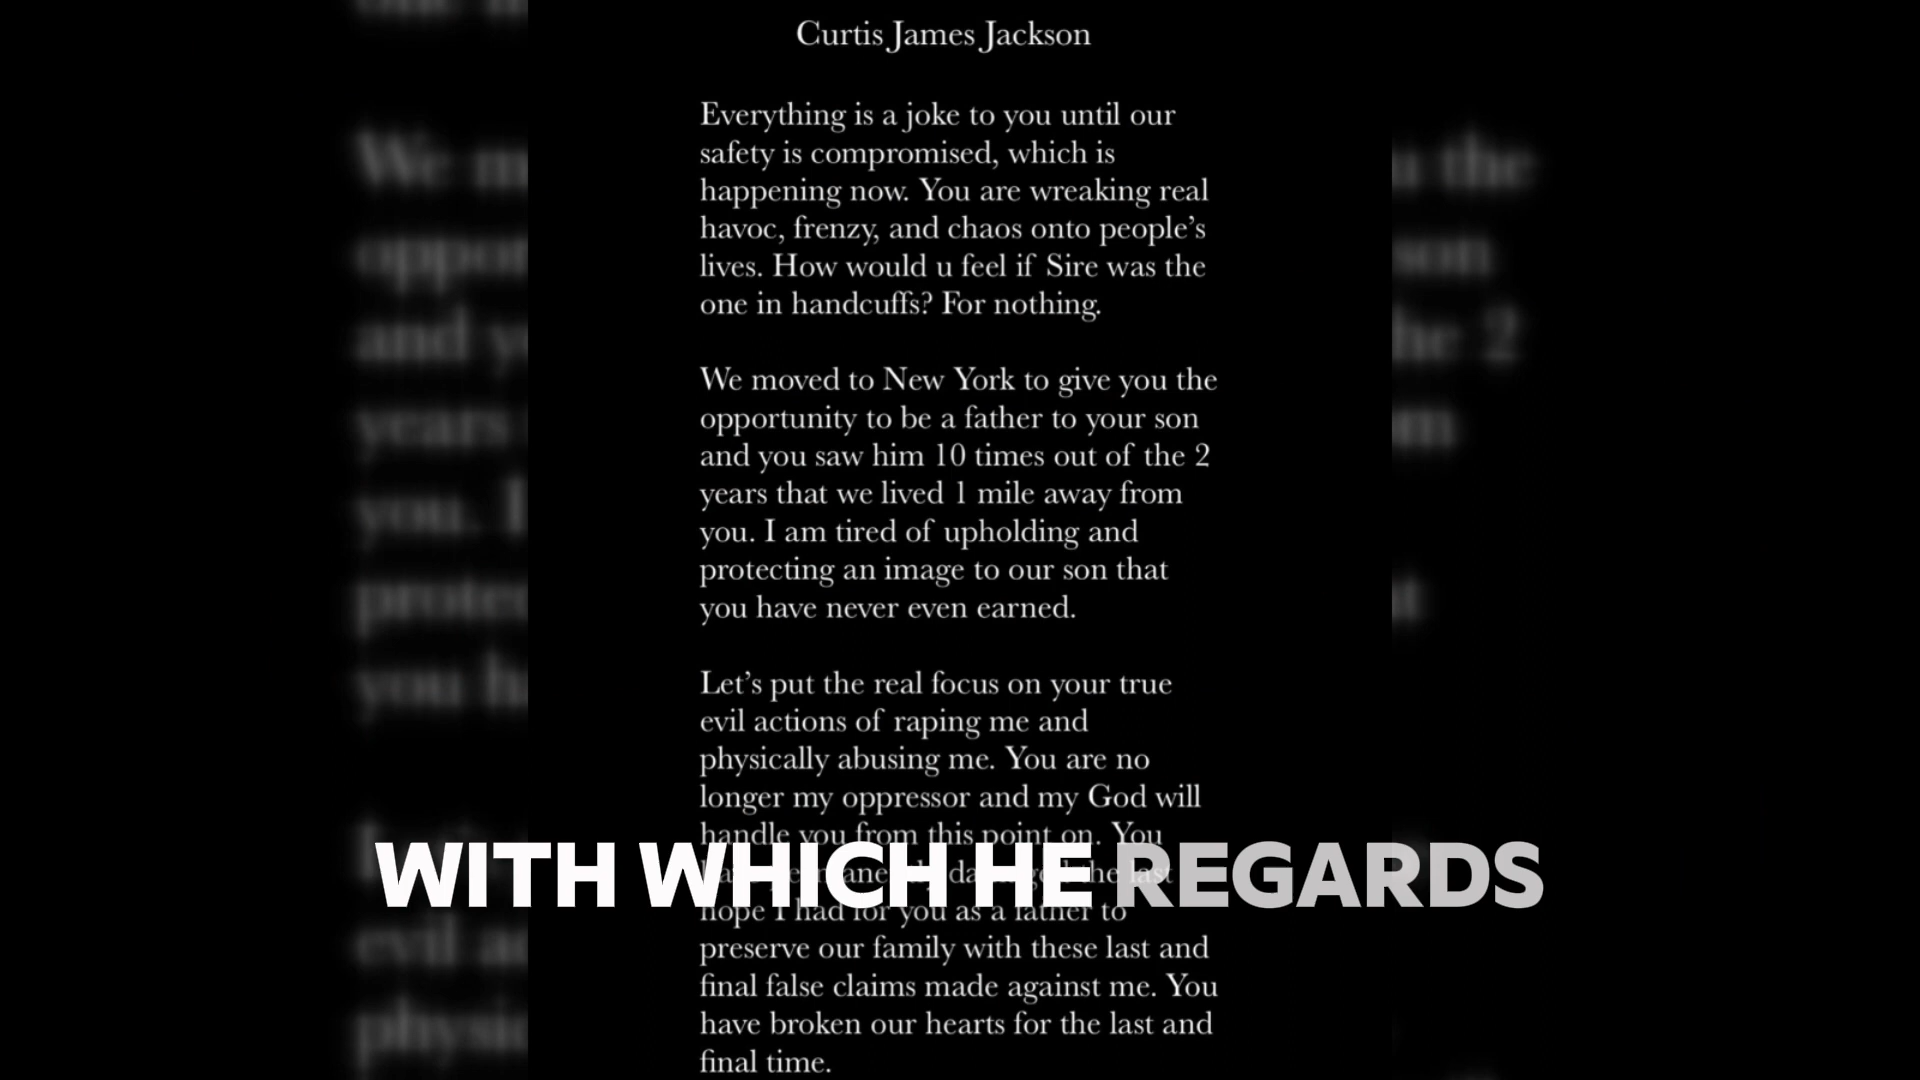 Curtis James Jackson
Everything is a joke to you until our
safety is compromised, which is
happening now. You are wreaking real
havoc, frenzy, and chaos onto people's
lives. How would u feel if Sire was the
one in handcuffs? For nothing.
We moved to New York to give you the
opportunity to be a father to your son
and you saw him 10 times out of the 2
years that we lived 1 mile away from
you. I am tired of upholding and
protecting an image to our son that
you have never even earned.
Let's put the real focus on your true
evil actions of raping me and
physically abusing me. You are no
longer my oppressor and my God will
handle you from this point on. You
the last
hope I had for you as a father to
preserve our family with these last and
final false claims made against me. You
have broken our hearts for the last and
final time.
WITH WHICH HE REGARDS